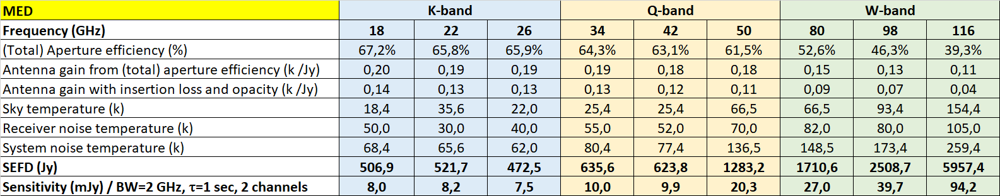 MED K-band Q-band W-band
Frequency (GHz) 18 22 26 34 42 50 80 98 116
(Total) Aperture efficiency (%) 67,2% 65,8% 65,9% 64,3% 63,1% 61,5% 52,6% 46,3% 39,3%
Antenna gain from (total) aperture efficiency (k /Jy) 0,20 0,19 0,19 0,19 0,18 0,18 0,15 0,13 0,11
Antenna gain with insertion loss and opacity (k /Jy) 0,14 0,13 0,13 0,13 0,12 0,11 0,09 0,07 0,04
Sky temperature (k) 18,4 35,6 22,0 25,4 25,4 66,5 66,5 93,4 154,4
Receiver noise temperature (k) 50,0 30,0 40,0 55,0 52,0 70,0 82,0 80,0 105,0
System noise temperature (k) 68,4 65,6 62,0 80,4 77,4 136,5 148,5 173,4 259,4
SEFD (Jy) 506,9 521,7 472,5 635,6 623,8 1283,2 1710,6 2508,7 5957,4
Sensitivity (mJy) / BW=2 GHz, τ=1 sec, 2 channels 8,0 8,2 7,5 10,0 9,9 20,3 27,0 39,7 94,2